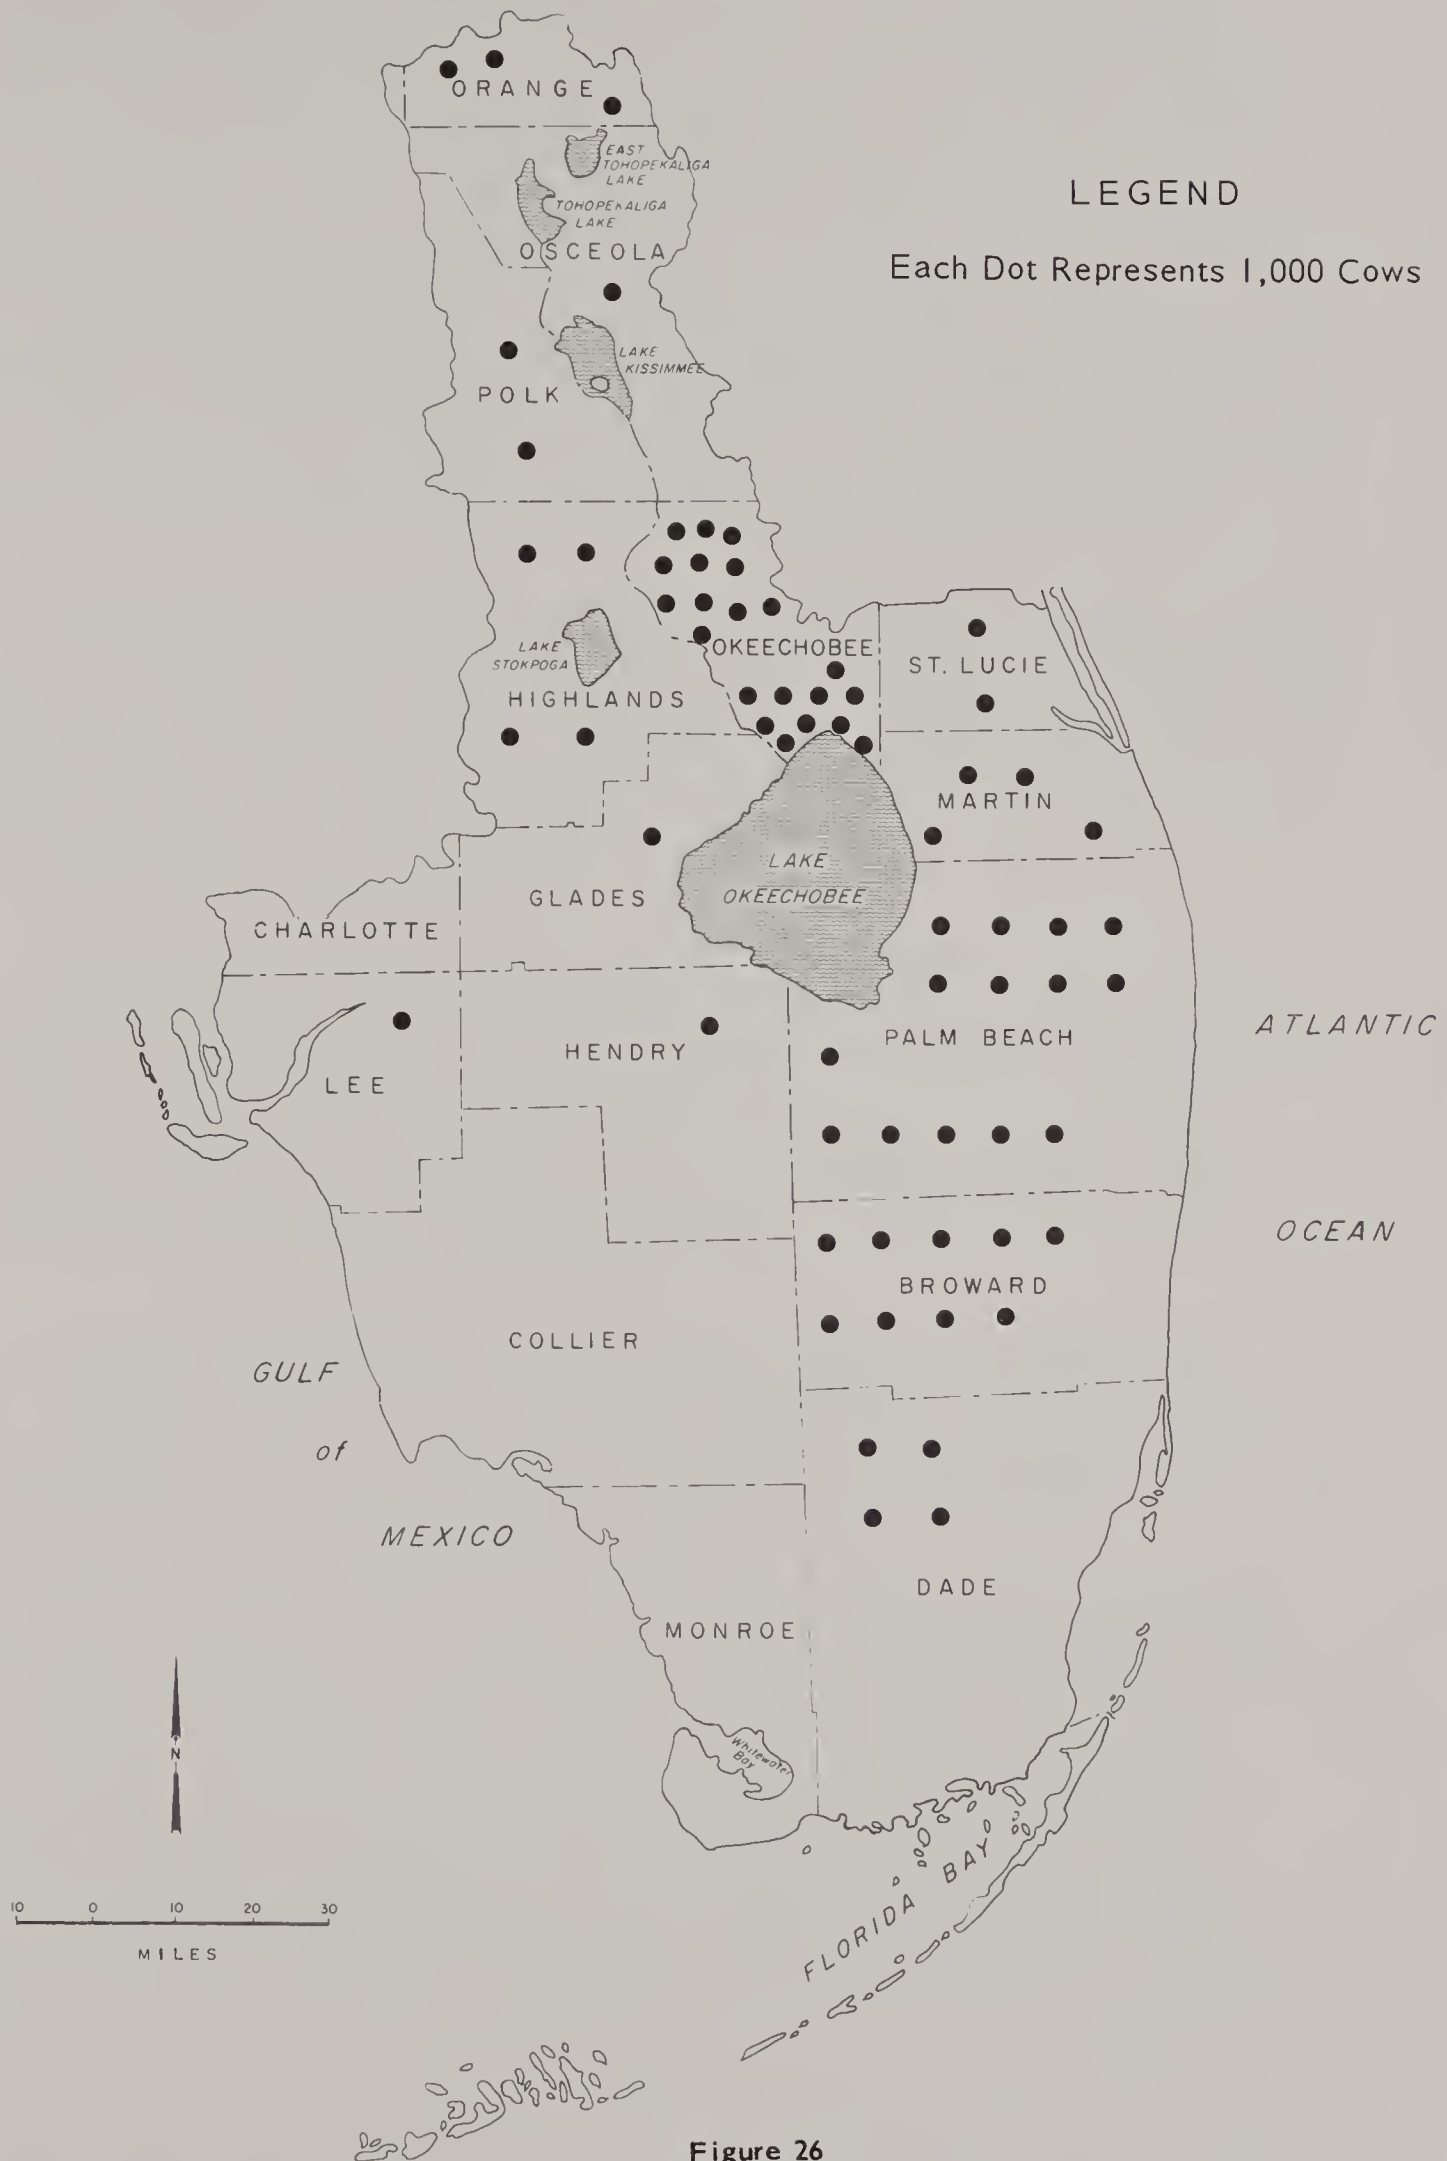 ORANGE
EAST
TOHOPEKALIGA
LAKE
TOHOPEKALIGA
LAKE
OSCEOLA
LEGEND
Each Dot Represents 1,000 Cows
LAKE
KISSIMMEE
POLK
OKEECHOBEE
LAKE
STOKPOGA
ST. LUCIE
HIGHLANDS
MARTIN
LAKE
OKEECHOBEE
GLADES
CHARLOTTE
ATLANTIC
PALM BEACH
HENDRY
LEE
OCEAN
BROWARD
COLLIER
GULF
of
MEXICO
DADE
MONROE
Whitewater
Bay
N
FLORIDA BAY
10 0 10 20 30
MILES
Figure 26